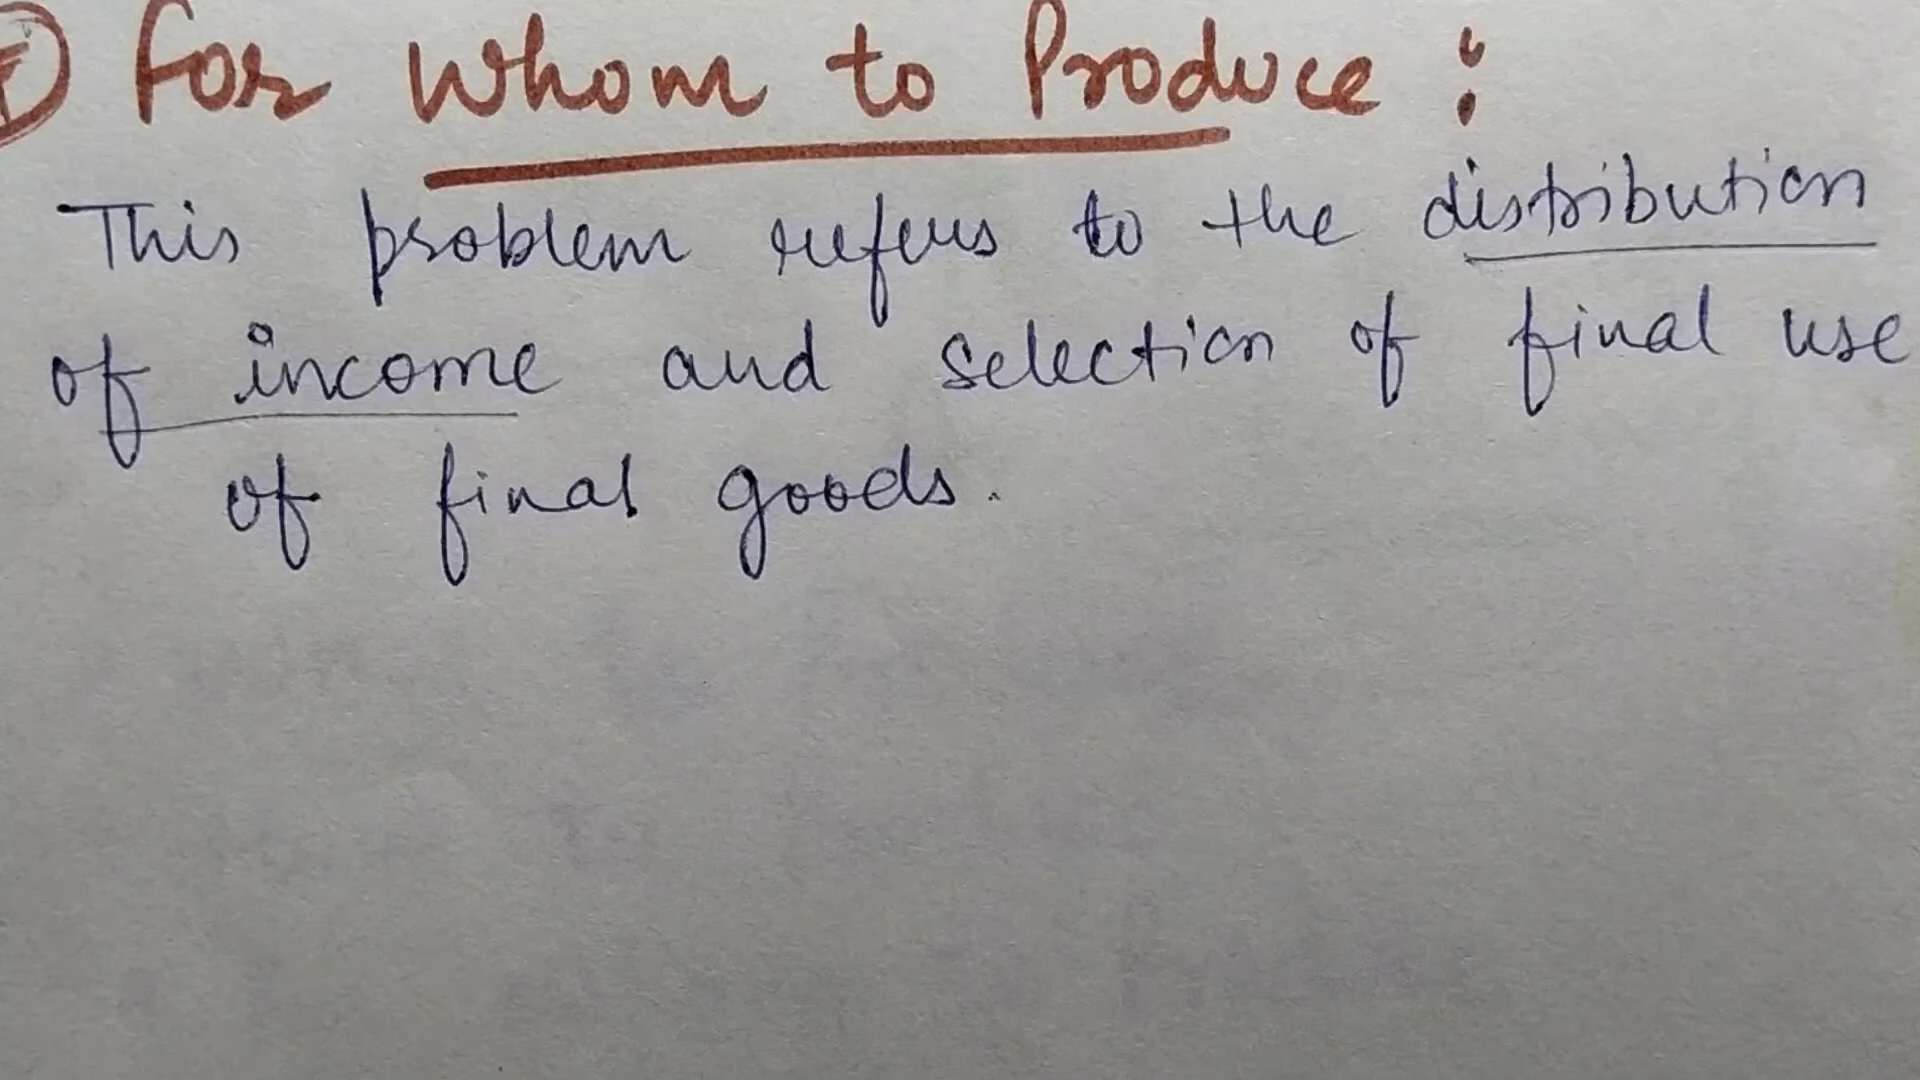 For Whom to Produce :
This problem refers to the distribution
of income and selection of final use
of final goods.